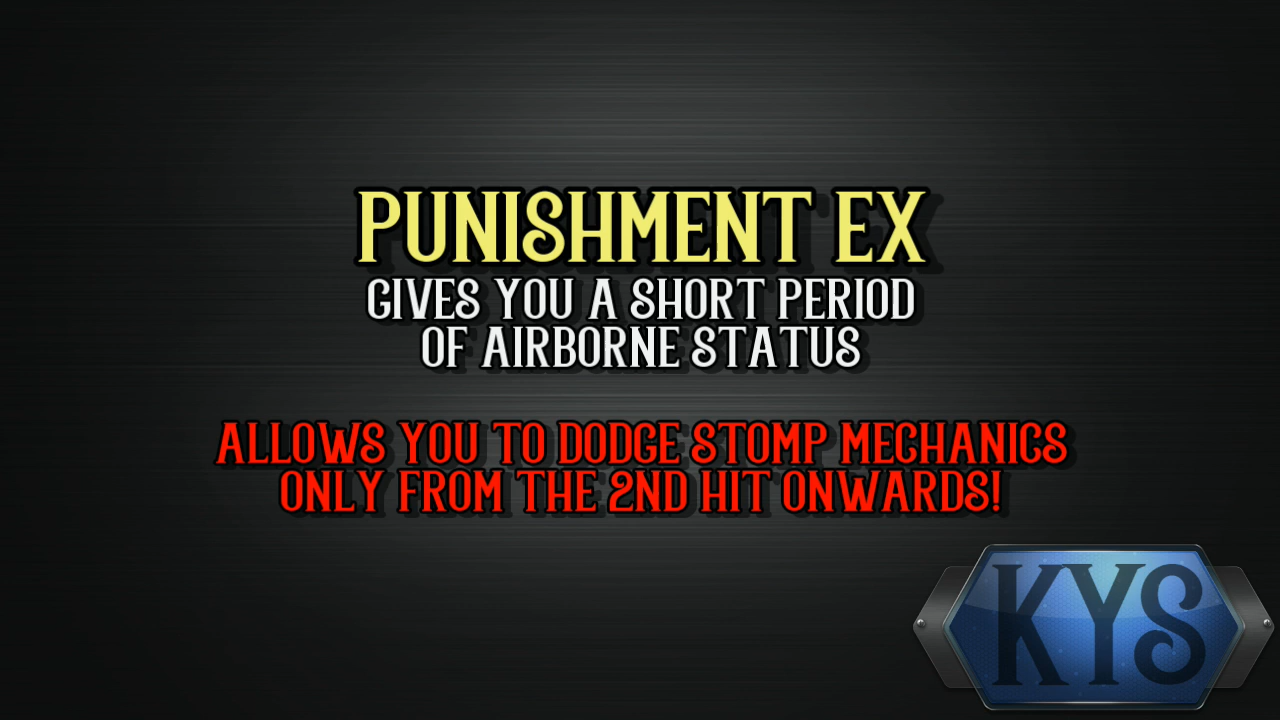 PUNISHMENT EX
GIVES YOU A SHORT PERIOD
OF AIRBORNE STATUS
ALLOWS YOU TO DODGE STOMP MECHANICS
ONLY FROM THE 2ND HIT ONWARDS!
KYS